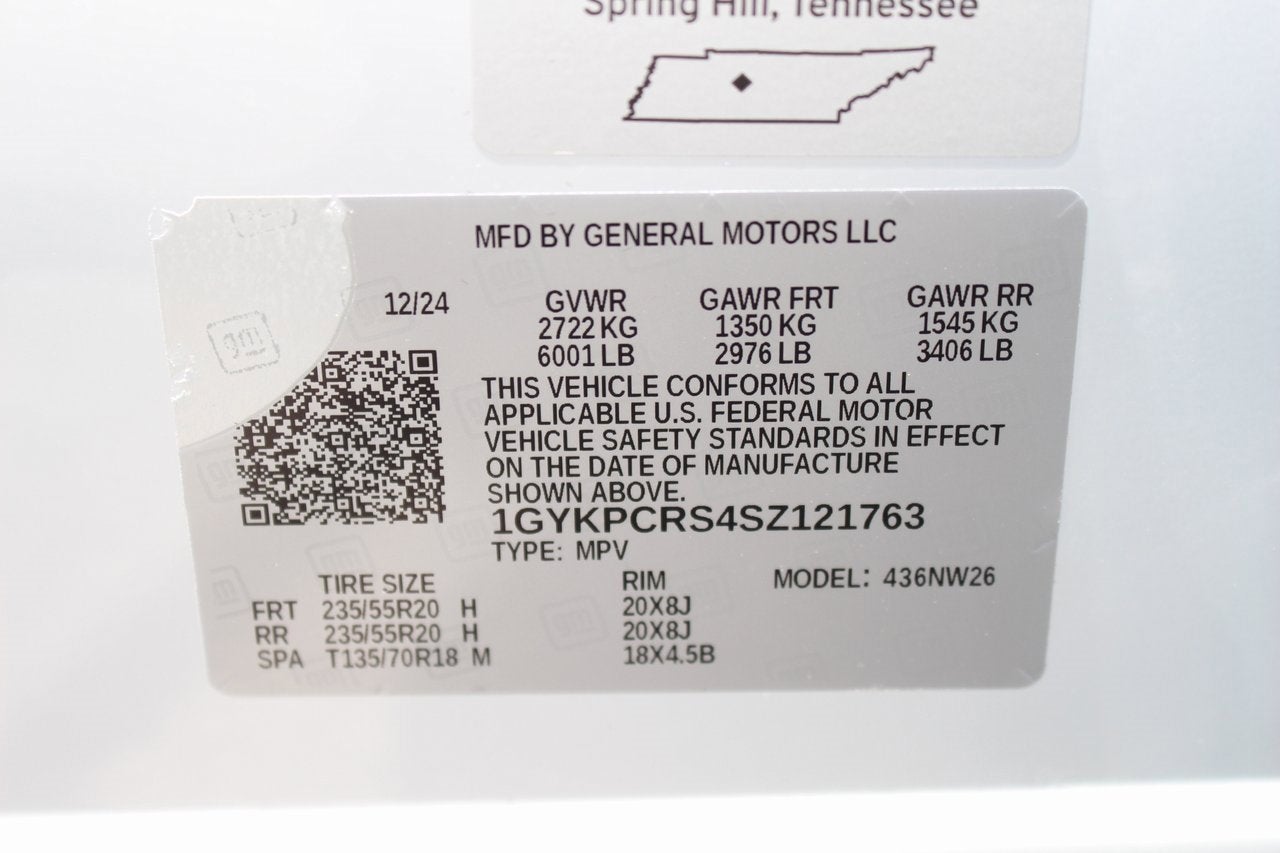 Spring Hill, Tennessee
MFD BY GENERAL MOTORS LLC
12/24 GVWR GAWR FRT GAWR RR
2722 KG 1350 KG 1545 KG
6001 LB 2976 LB 3406 LB
THIS VEHICLE CONFORMS TO ALL
APPLICABLE U.S. FEDERAL MOTOR
VEHICLE SAFETY STANDARDS IN EFFECT
ON THE DATE OF MANUFACTURE
SHOWN ABOVE.
1GYKPCRS4SZ121763
TYPE: MPV
TIRE SIZE RIM MODEL: 436NW26
FRT 235/55R20 H 20X8J
RR 235/55R20 H 20X8J
SPA T135/70R18 M 18X4.5B
gm